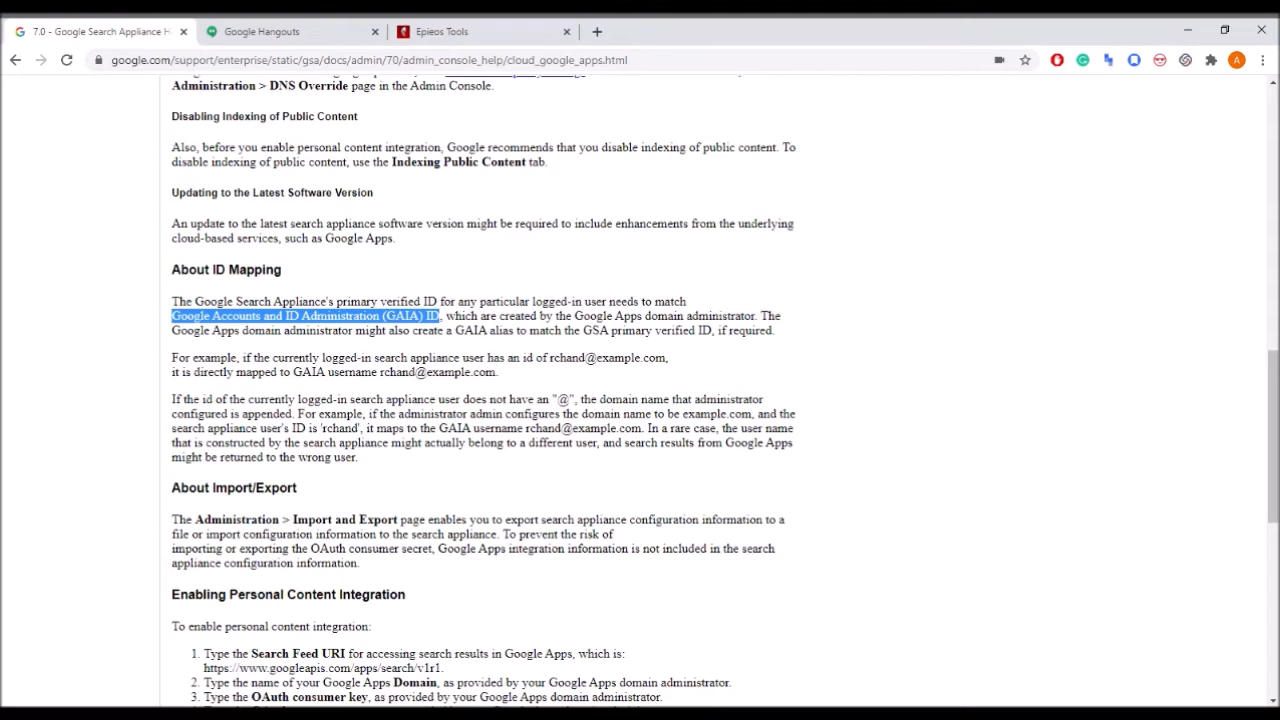 7.0 - Google Search Appliance H
Google Hangouts
Epieos Tools
google.com/support/enterprise/static/gsa/docs/admin/70/admin_console_help/cloud_google_apps.html
A
Administration > DNS Override page in the Admin Console.
Disabling Indexing of Public Content
Also, before you enable personal content integration, Google recommends that you disable indexing of public content. To
disable indexing of public content, use the Indexing Public Content tab.
Updating to the Latest Software Version
An update to the latest search appliance software version might be required to include enhancements from the underlying
cloud-based services, such as Google Apps.
About ID Mapping
The Google Search Appliance's primary verified ID for any particular logged-in user needs to match
Google Accounts and ID Administration (GAIA) ID, which are created by the Google Apps domain administrator. The
Google Apps domain administrator might also create a GAIA alias to match the GSA primary verified ID, if required.
For example, if the currently logged-in search appliance user has an id of rchand@example.com,
it is directly mapped to GAIA username rchand@example.com.
If the id of the currently logged-in search appliance user does not have an "@", the domain name that administrator
configured is appended. For example, if the administrator admin configures the domain name to be example.com, and the
search appliance user's ID is 'rchand', it maps to the GAIA username rchand@example.com. In a rare case, the user name
that is constructed by the search appliance might actually belong to a different user, and search results from Google Apps
might be returned to the wrong user.
About Import/Export
The Administration > Import and Export page enables you to export search appliance configuration information to a
file or import configuration information to the search appliance. To prevent the risk of
importing or exporting the OAuth consumer secret, Google Apps integration information is not included in the search
appliance configuration information.
Enabling Personal Content Integration
To enable personal content integration:
1. Type the Search Feed URI for accessing search results in Google Apps, which is:
https://www.googleapis.com/apps/search/v1r1.
2. Type the name of your Google Apps Domain, as provided by your Google Apps domain administrator.
3. Type the OAuth consumer key, as provided by your Google Apps domain administrator.